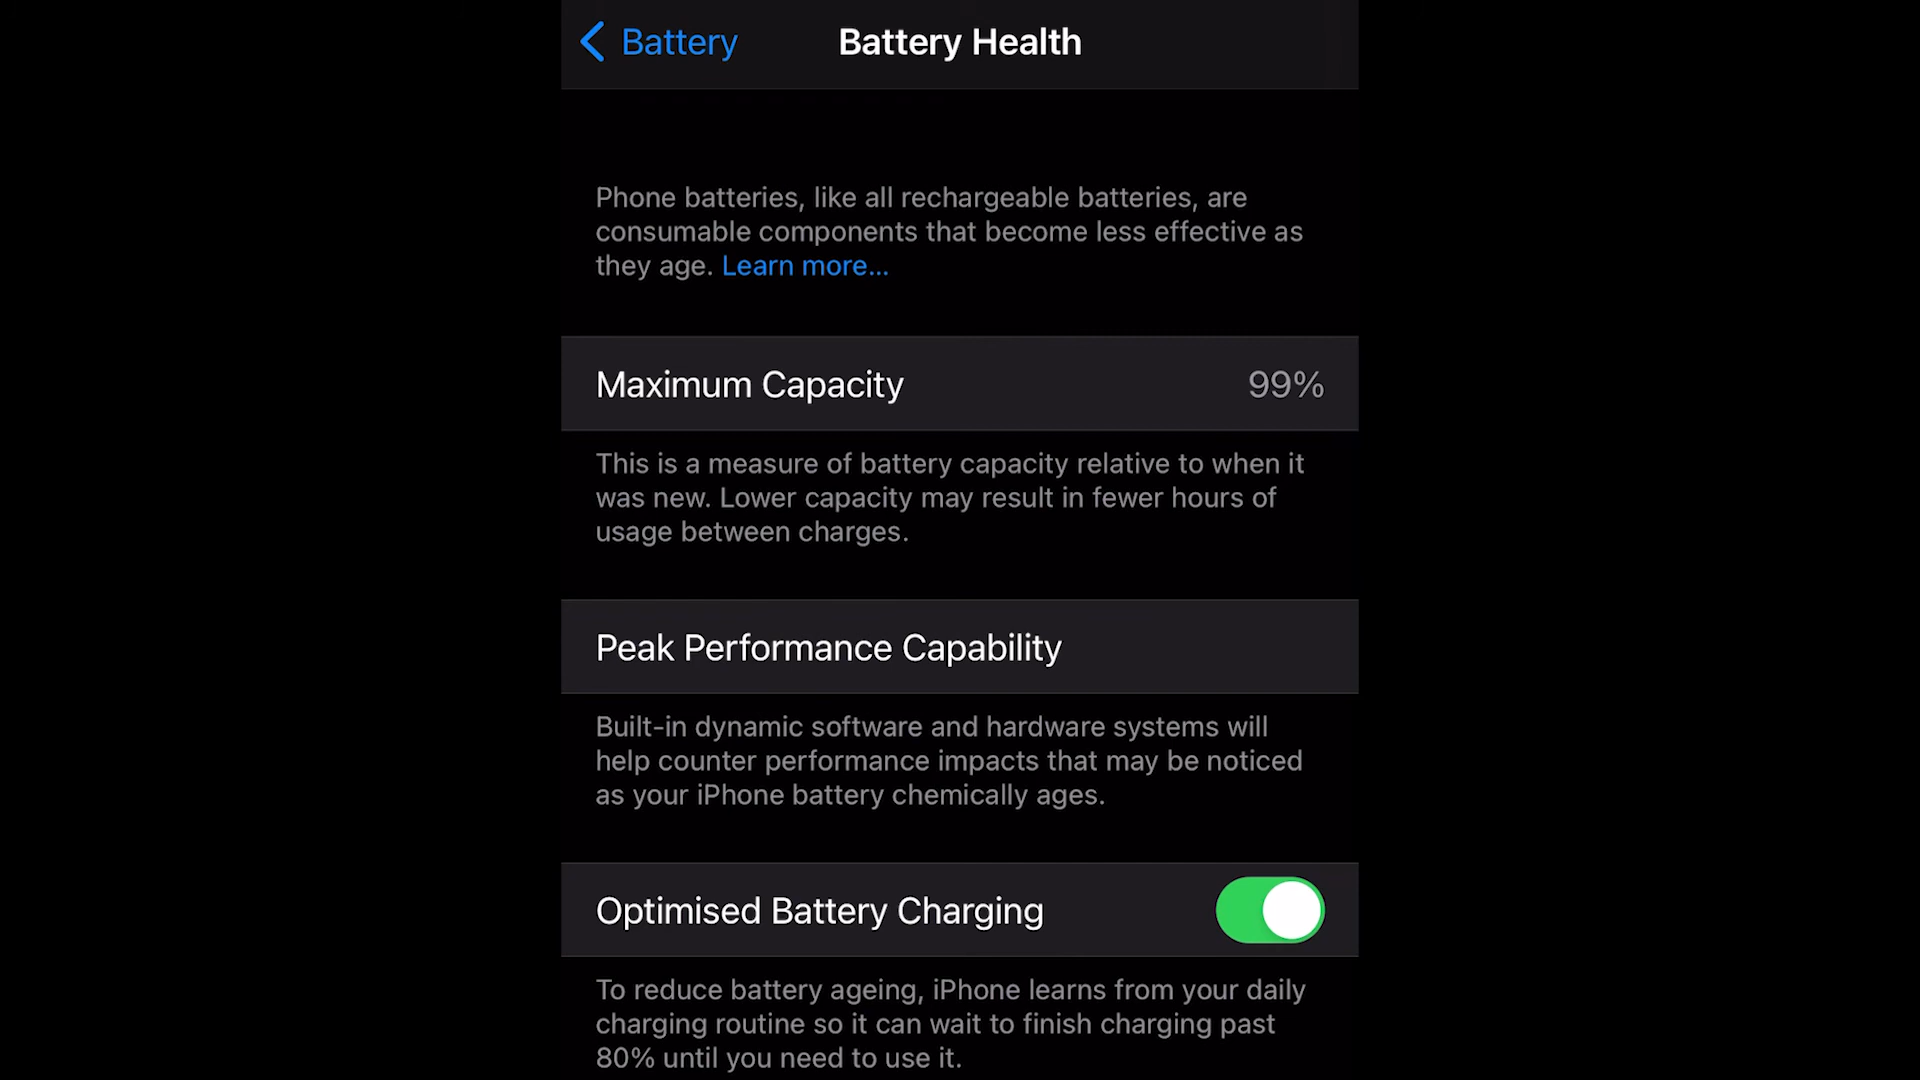 Battery
Battery Health
Phone batteries, like all rechargeable batteries, are
consumable components that become less effective as
they age. Learn more...
Maximum Capacity 99%
This is a measure of battery capacity relative to when it
was new. Lower capacity may result in fewer hours of
usage between charges.
Peak Performance Capability
Built-in dynamic software and hardware systems will
help counter performance impacts that may be noticed
as your iPhone battery chemically ages.
Optimised Battery Charging
To reduce battery ageing, iPhone learns from your daily
charging routine so it can wait to finish charging past
80% until you need to use it.